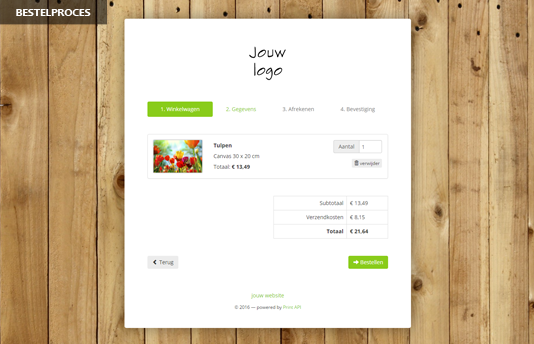 BESTELPROCES
Jouw
logo
1. Winkelwagen 2. Gegevens 3. Afrekenen 4. Bevestiging
Tulpen
Aantal 1
Canvas 30 x 20 cm
verwijder
Totaal: € 13,49
Subtotaal € 13,49
Verzendkosten € 8,15
Totaal € 21,64
Terug
Bestellen
Jouw website
© 2016 — powered by Print API